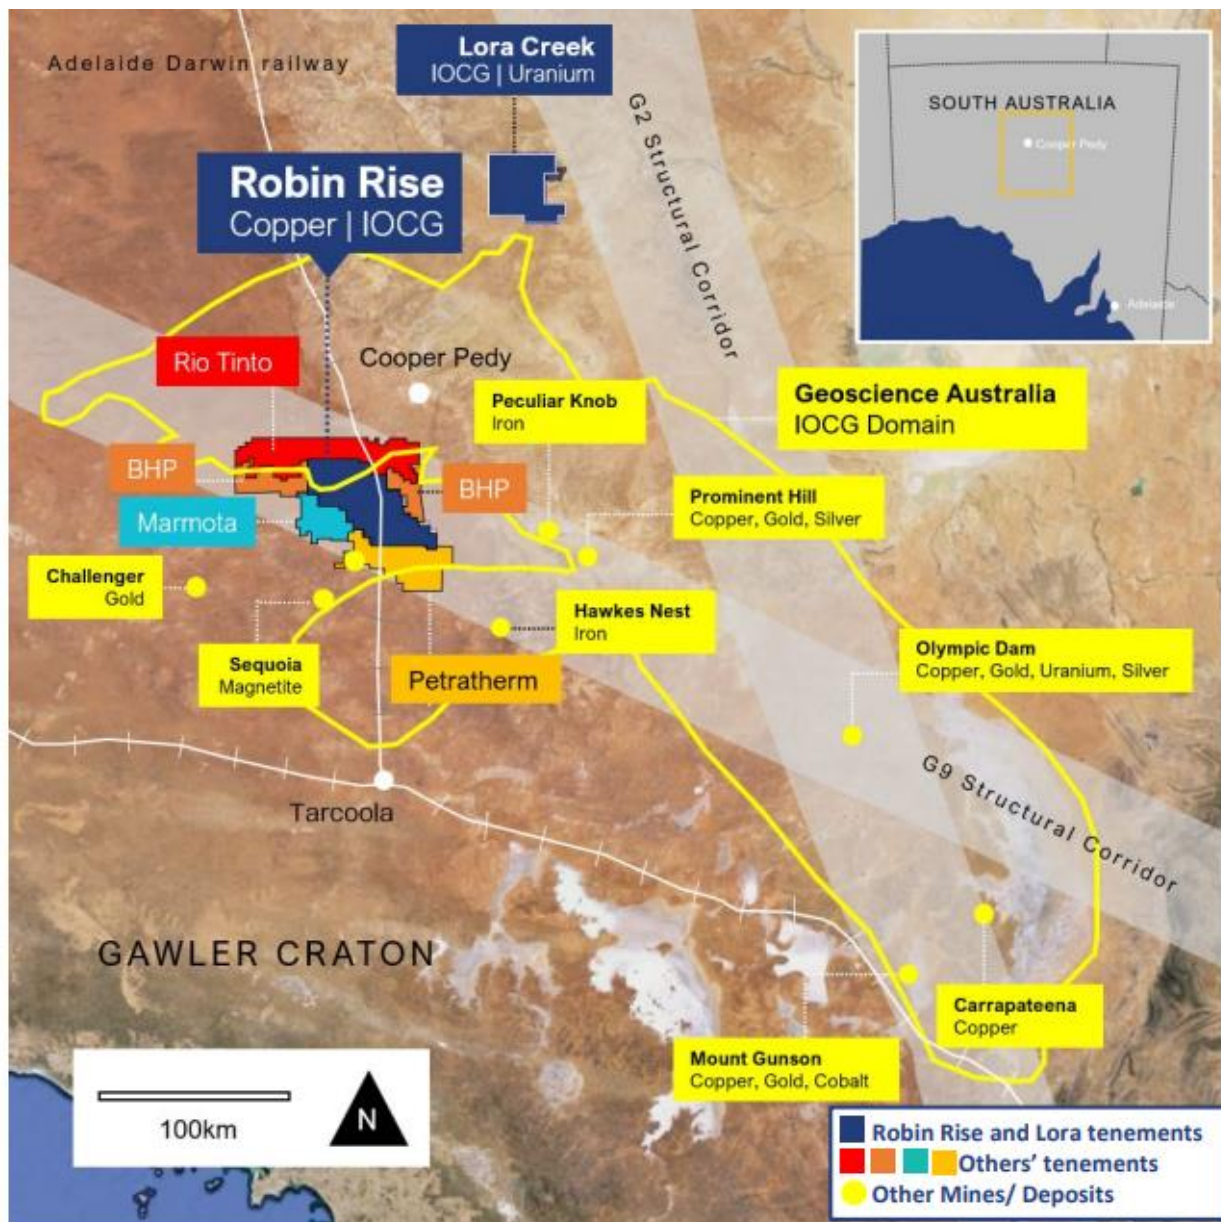 Adelaide Darwin railway
Lora Creek
IOCG | Uranium
SOUTH AUSTRALIA
Cooper Pedy
Adelaide
G2 Structural Corridor
Robin Rise
Copper | IOCG
Rio Tinto
Cooper Pedy
Peculiar Knob
Iron
Geoscience Australia
IOCG Domain
BHP
BHP
Prominent Hill
Copper, Gold, Silver
Marmota
Challenger
Gold
Hawkes Nest
Iron
Sequoia
Magnetite
Petratherm
Olympic Dam
Copper, Gold, Uranium, Silver
G9 Structural Corridor
Tarcoola
GAWLER CRATON
Carrapateena
Copper
Mount Gunson
Copper, Gold, Cobalt
100km
N
Robin Rise and Lora tenements
Others' tenements
Other Mines/ Deposits